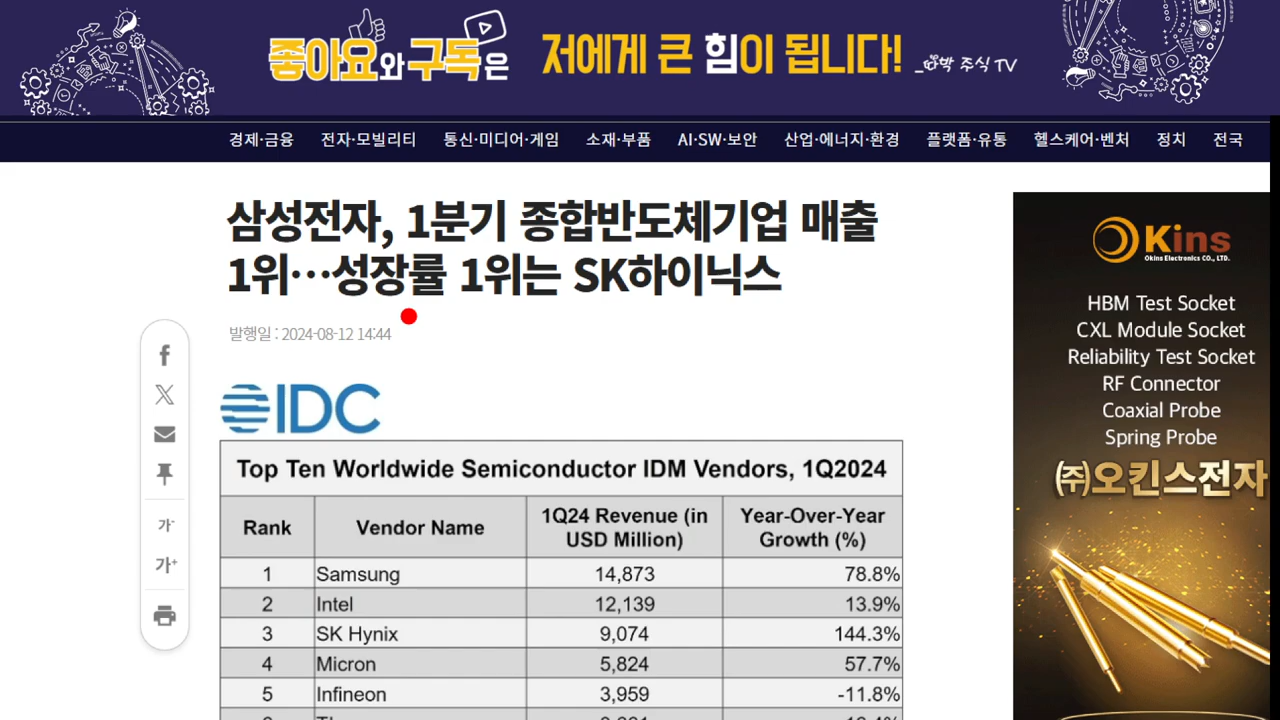 좋아요와 구독은 저에게 큰 힘이 됩니다!
주식 TV
경제·금융 전자·모빌리티 통신·미디어·게임 소재·부품 AI·SW·보안 산업·에너지·환경 플랫폼·유통 헬스케어·벤처 정치 전국
삼성전자, 1분기 종합반도체기업 매출
1위…성장률 1위는 SK하이닉스
발행일 : 2024-08-12 14:44
가-
가+
IDC
Top Ten Worldwide Semiconductor IDM Vendors, 1Q2024
Rank Vendor Name 1Q24 Revenue (in USD Million) Year-Over-Year Growth (%)
1 Samsung 14,873 78.8%
2 Intel 12,139 13.9%
3 SK Hynix 9,074 144.3%
4 Micron 5,824 57.7%
5 Infineon 3,959 -11.8%
Okins
Okins Electronics CO., LTD.
HBM Test Socket
CXL Module Socket
Reliability Test Socket
RF Connector
Coaxial Probe
Spring Probe
㈜오킨스전자